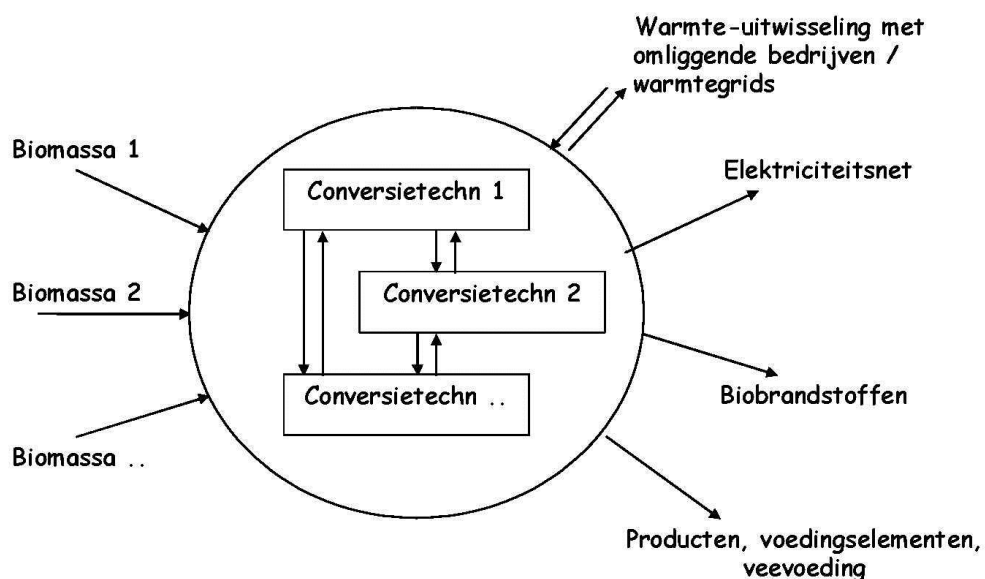 Warmte-uitwisseling met
omliggende bedrijven /
warmtegrids
Biomassa 1
Elektriciteitsnet
Conversietechn 1
Biomassa 2
Conversietechn 2
Conversietechn ..
Biobrandstoffen
Biomassa ..
Producten, voedingselementen,
veevoeding